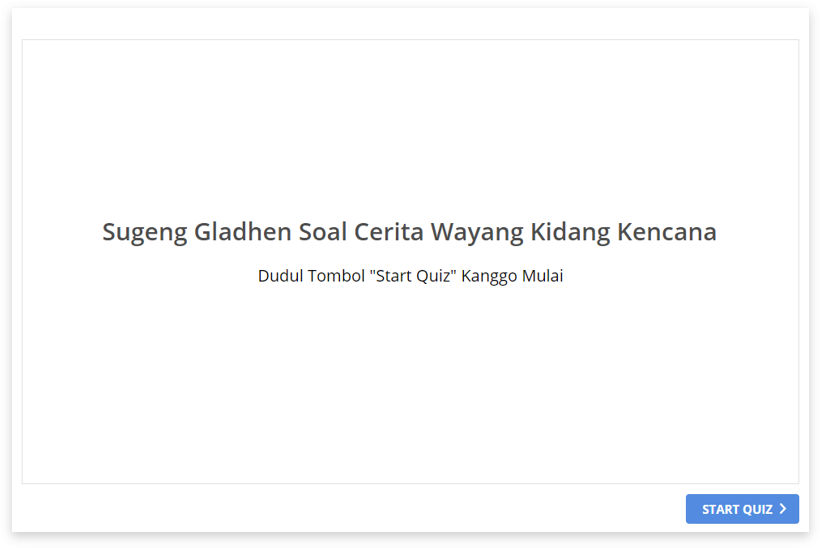 Sugeng Gladhen Soal Cerita Wayang Kidang Kencana
Dudul Tombol "Start Quiz" Kanggo Mulai
START QUIZ